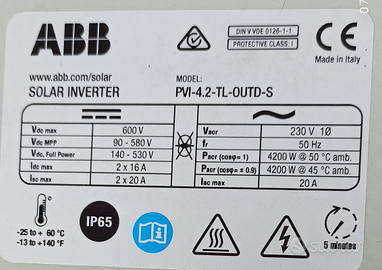 ABB
DIN V VDE 0126-1-1
PROTECTIVE CLASS: I
CE
Made in Italy
www.abb.com/solar
SOLAR INVERTER
MODEL:
PVI-4.2-TL-OUTD-S
Vdc max 600 V
Vdc MPP 90 - 580 V
Vdc, Full Power 140 - 530 V
Idc max 2 x 16 A
Isc max 2 x 20 A
Vacr 230 V 1Ø
fr 50 Hz
Pacr (cosφ= 1) 4200 W @ 50 °C amb.
Pacr (cosφ= ± 0.9) 4200 W @ 45 °C amb.
Iac max 20 A
-25 to + 60 °C
-13 to +140 °F
IP65
5 minutes